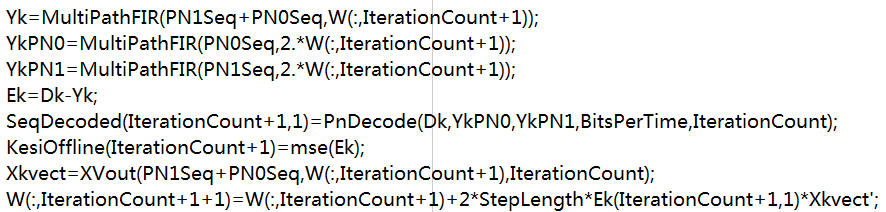 Yk=MultiPathFIR(PN1Seq+PN0Seq,W(:,IterationCount+1));
YkPN0=MultiPathFIR(PN0Seq,2.*W(:,IterationCount+1));
YkPN1=MultiPathFIR(PN1Seq,2.*W(:,IterationCount+1));
Ek=Dk-Yk;
SeqDecoded(IterationCount+1,1)=PnDecode(Dk,YkPN0,YkPN1,BitsPerTime,IterationCount);
KesiOffline(IterationCount+1)=mse(Ek);
Xkvect=XVout(PN1Seq+PN0Seq,W(:,IterationCount+1),IterationCount);
W(:,IterationCount+1+1)=W(:,IterationCount+1)+2*StepLength*Ek(IterationCount+1,1)*Xkvect';